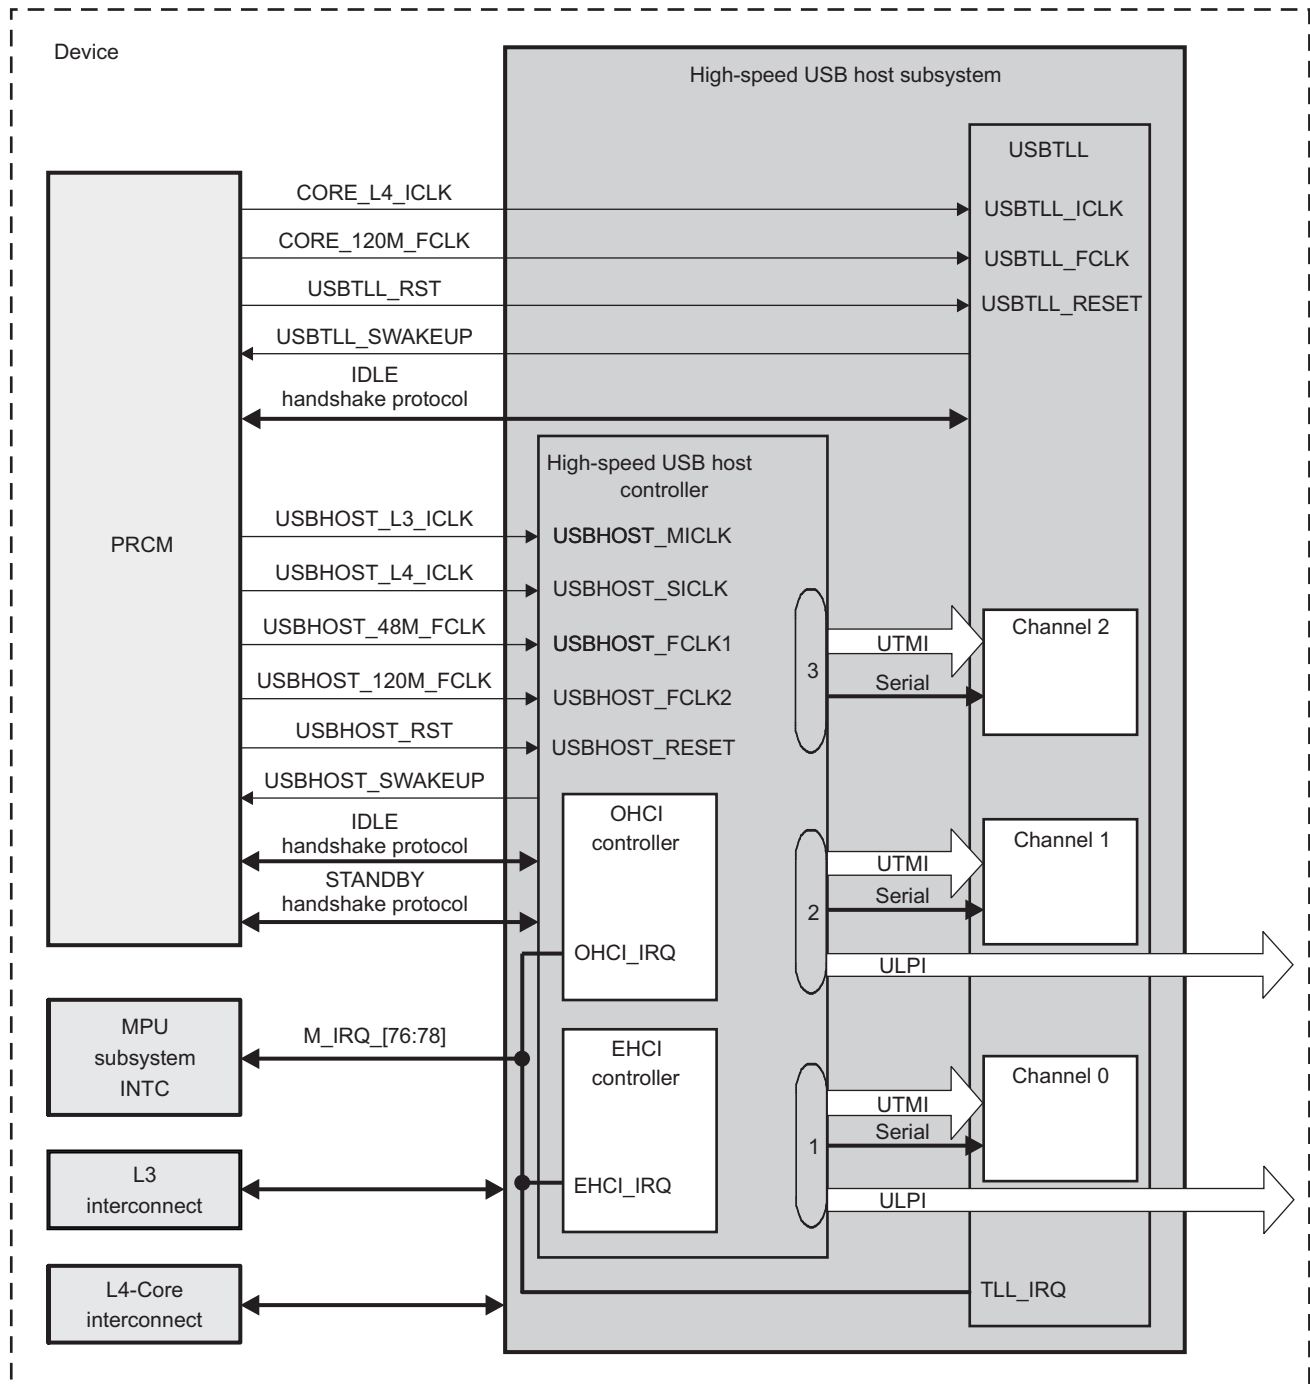 Device
High-speed USB host subsystem
USBTLL
CORE_L4_ICLK
USBTLL_ICLK
CORE_120M_FCLK
USBTLL_FCLK
USBTLL_RST
USBTLL_RESET
USBTLL_SWAKEUP
IDLE
handshake protocol
High-speed USB host
controller
PRCM
USBHOST_L3_ICLK
USBHOST_MICLK
USBHOST_L4_ICLK
USBHOST_SICLK
USBHOST_48M_FCLK
USBHOST_FCLK1
USBHOST_120M_FCLK
USBHOST_FCLK2
USBHOST_RST
USBHOST_RESET
USBHOST_SWAKEUP
IDLE
handshake protocol
STANDBY
handshake protocol
3
UTMI
Serial
Channel 2
OHCI
controller
OHCI_IRQ
2
UTMI
Serial
ULPI
Channel 1
MPU
subsystem
INTC
M_IRQ_[76:78]
EHCI
controller
EHCI_IRQ
1
UTMI
Serial
ULPI
Channel 0
L3
interconnect
L4-Core
interconnect
TLL_IRQ